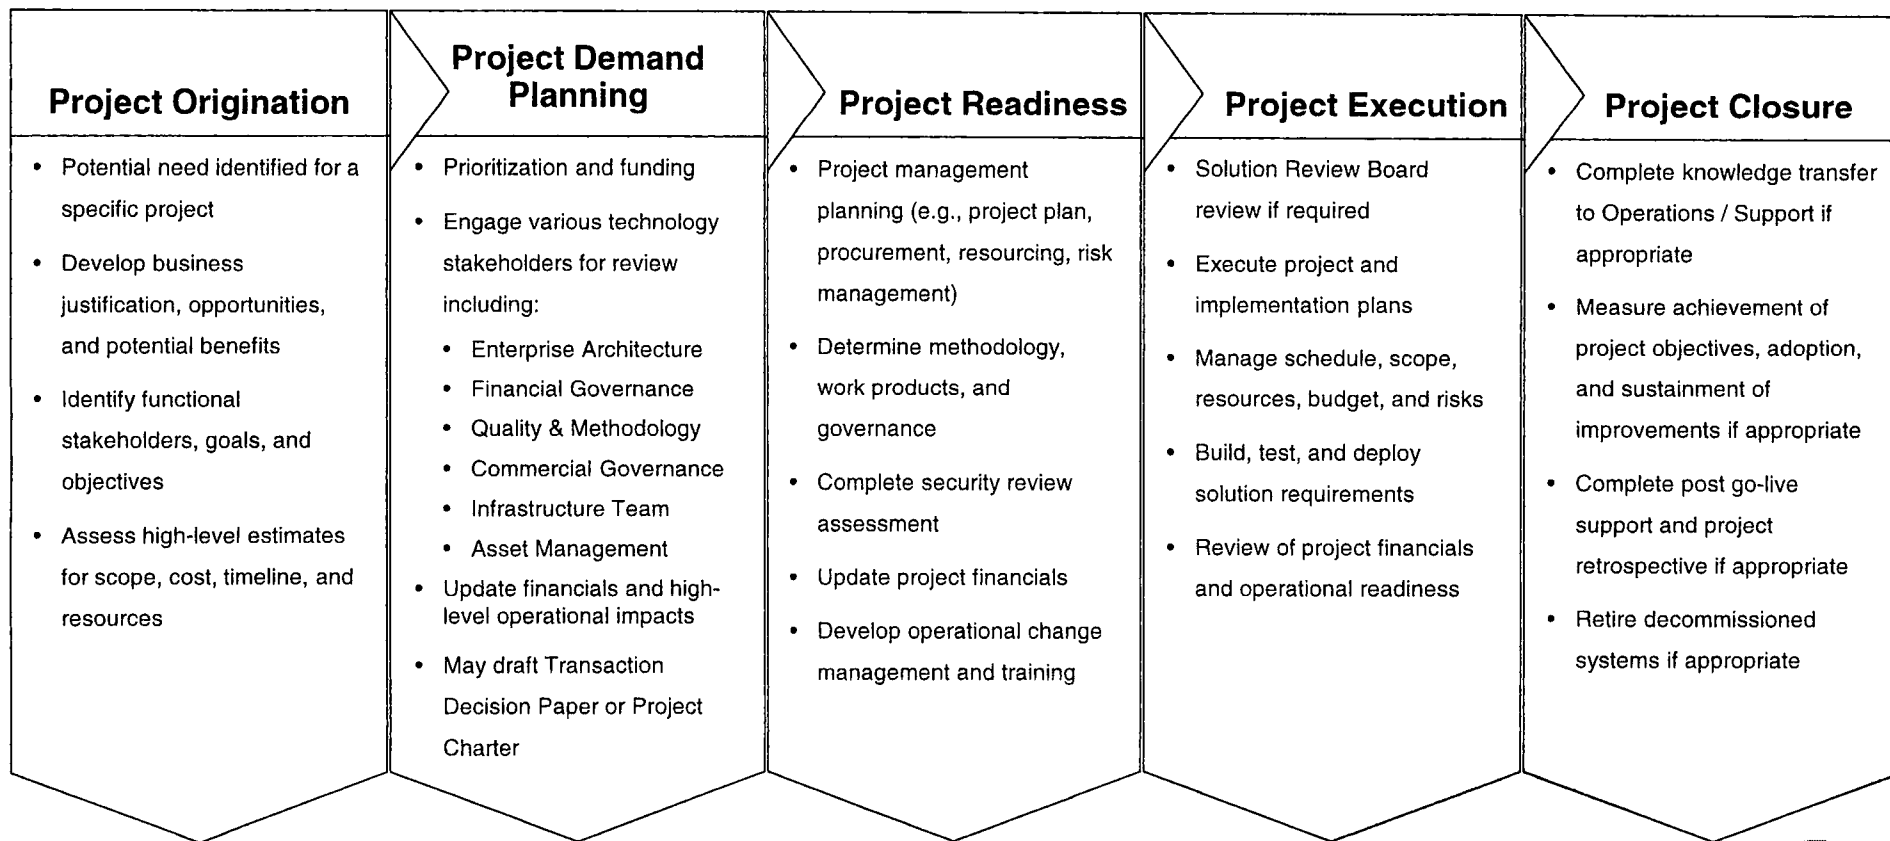 Project Origination
• Potential need identified for a
specific project
• Develop business
justification, opportunities,
and potential benefits
• Identify functional
stakeholders, goals, and
objectives
• Assess high-level estimates
for scope, cost, timeline, and
resources
Project Demand
Planning
• Prioritization and funding
• Engage various technology
stakeholders for review
including:
• Enterprise Architecture
• Financial Governance
• Quality & Methodology
• Commercial Governance
• Infrastructure Team
• Asset Management
• Update financials and high-
level operational impacts
• May draft Transaction
Decision Paper or Project
Charter
Project Readiness
• Project management
planning (e.g., project plan,
procurement, resourcing, risk
management)
• Determine methodology,
work products, and
governance
• Complete security review
assessment
• Update project financials
• Develop operational change
management and training
Project Execution
• Solution Review Board
review if required
• Execute project and
implementation plans
• Manage schedule, scope,
resources, budget, and risks
• Build, test, and deploy
solution requirements
• Review of project financials
and operational readiness
Project Closure
• Complete knowledge transfer
to Operations / Support if
appropriate
• Measure achievement of
project objectives, adoption,
and sustainment of
improvements if appropriate
• Complete post go-live
support and project
retrospective if appropriate
• Retire decommissioned
systems if appropriate